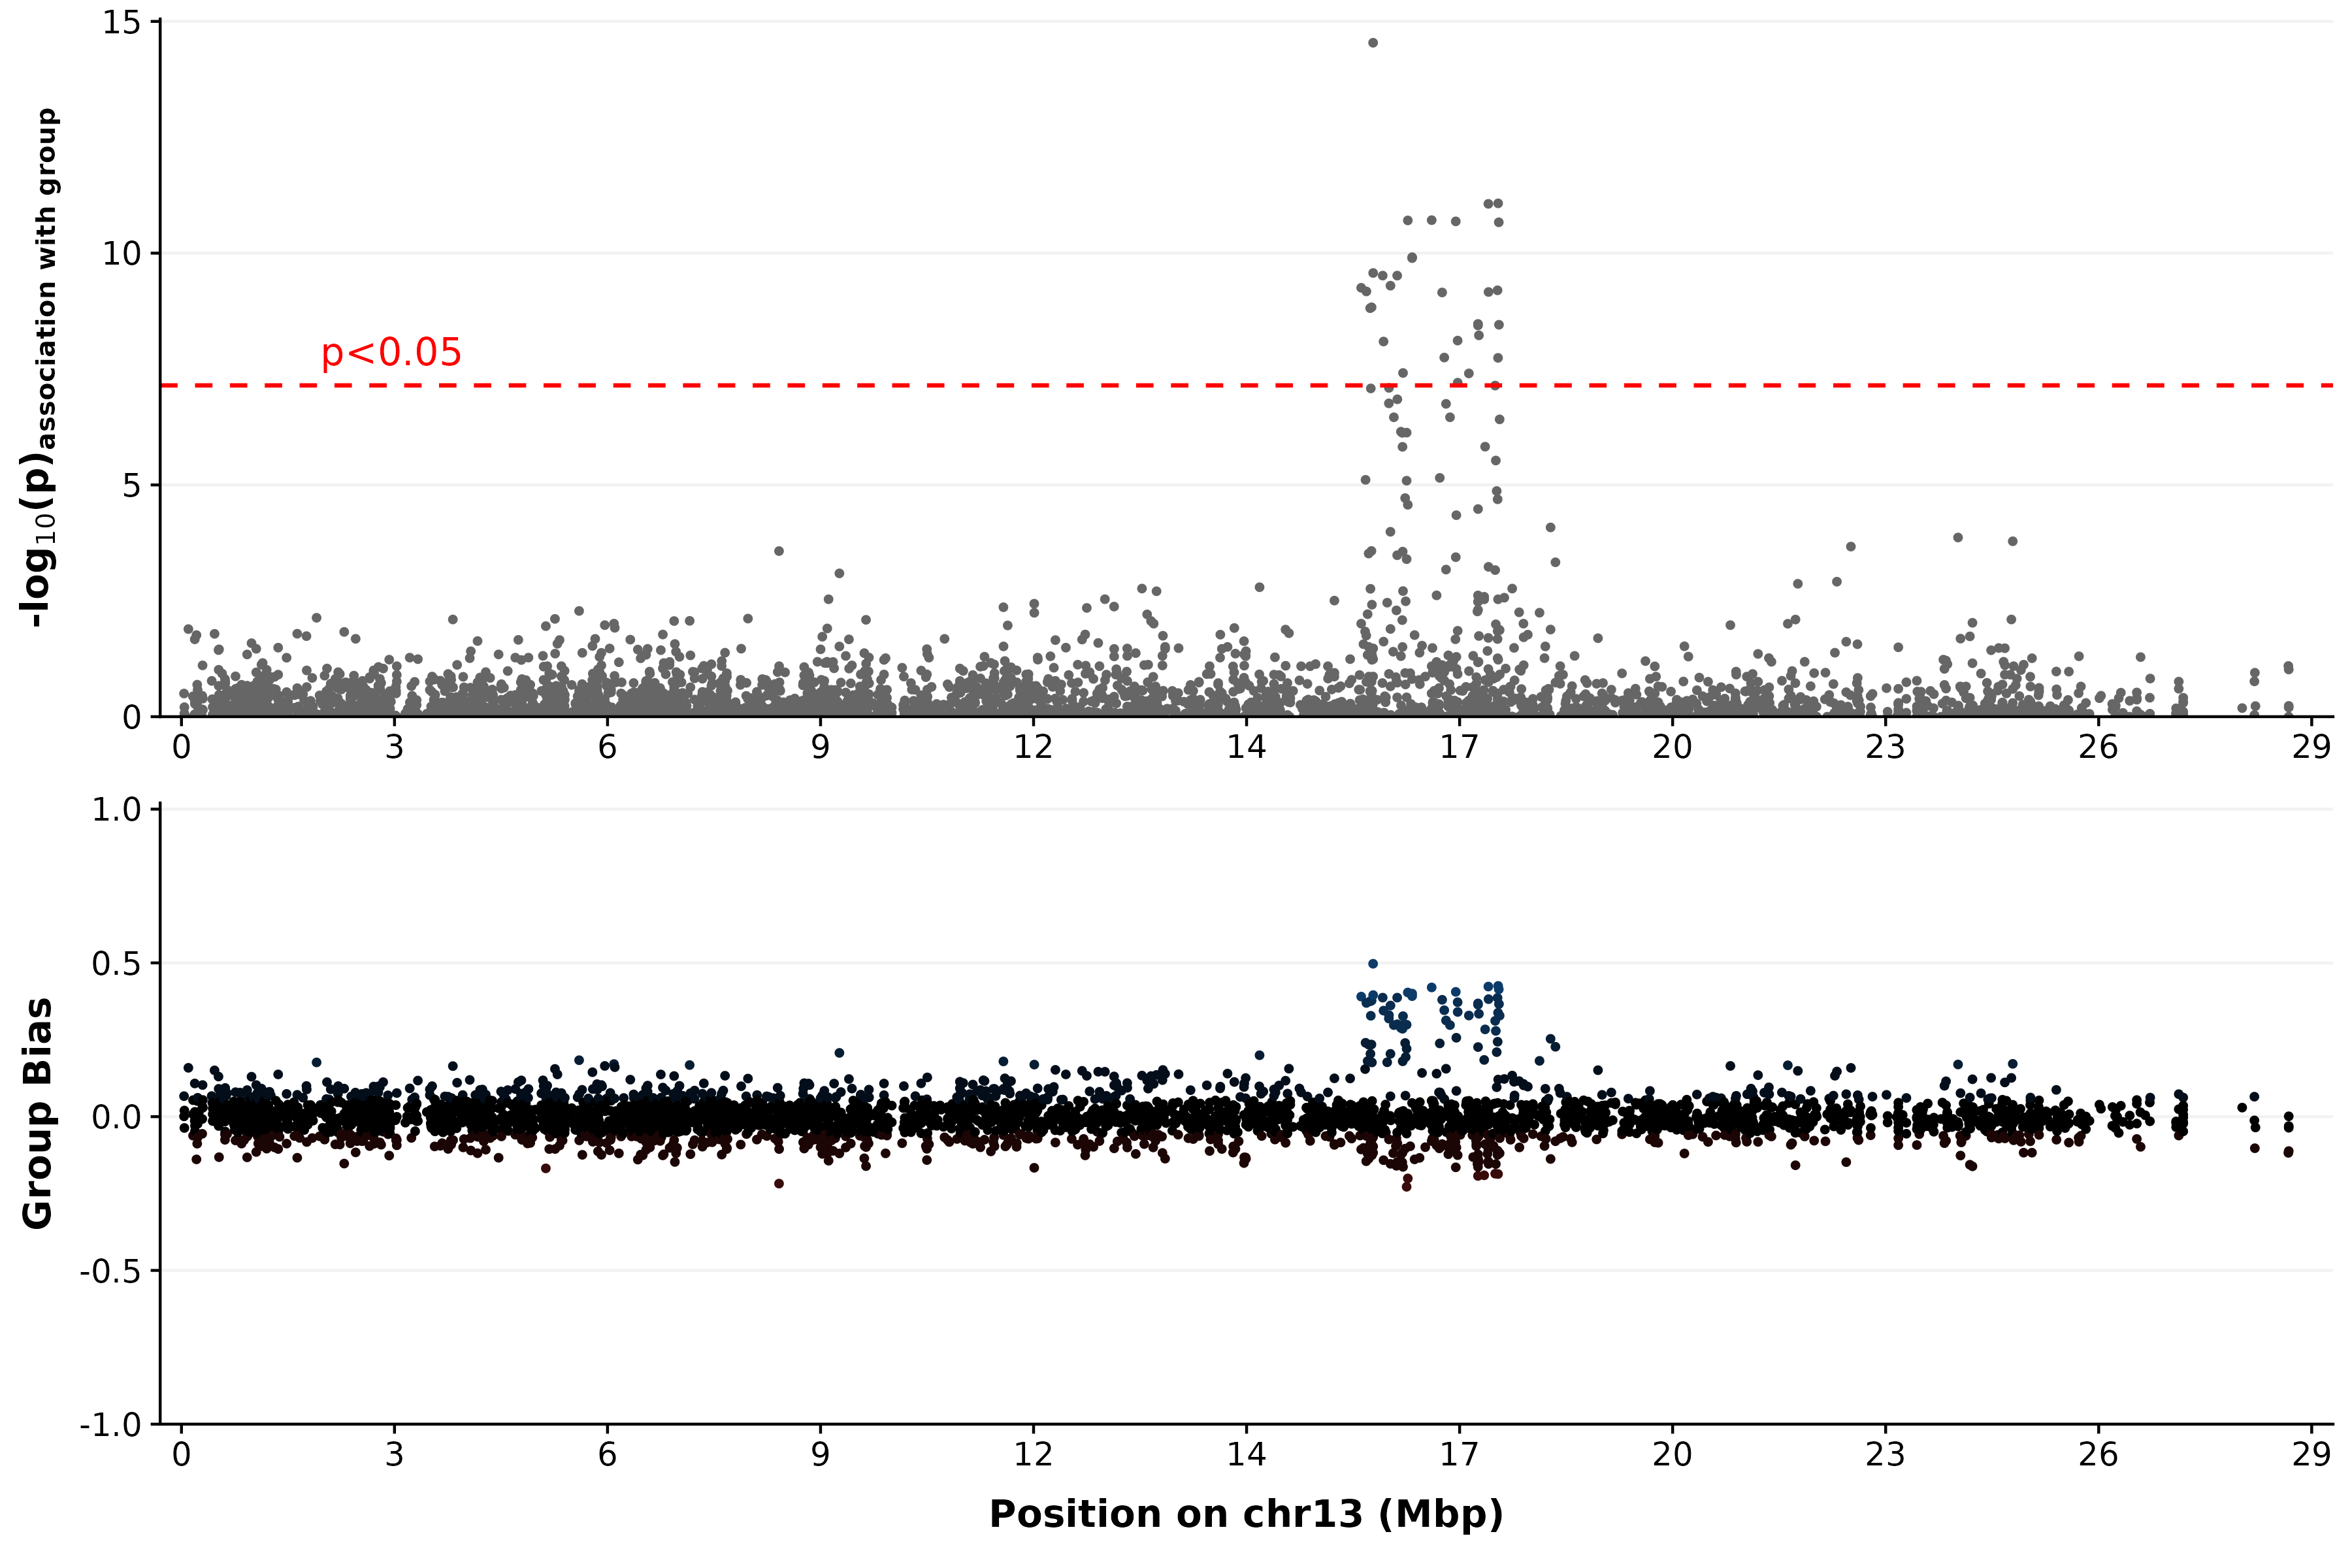 15
10
5
0
-log10(p)association with group
p<0.05
0 3 6 9 12 14 17 20 23 26 29
1.0
0.5
0.0
-0.5
-1.0
Group Bias
0 3 6 9 12 14 17 20 23 26 29
Position on chr13 (Mbp)